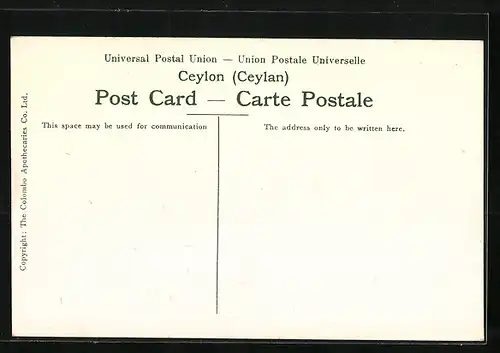 Universal Postal Union — Union Postale Universelle
Ceylon (Ceylan)
Post Card — Carte Postale
This space may be used for communication
The address only to be written here.
Copyright: The Colombo Apothecaries Co. Ltd.